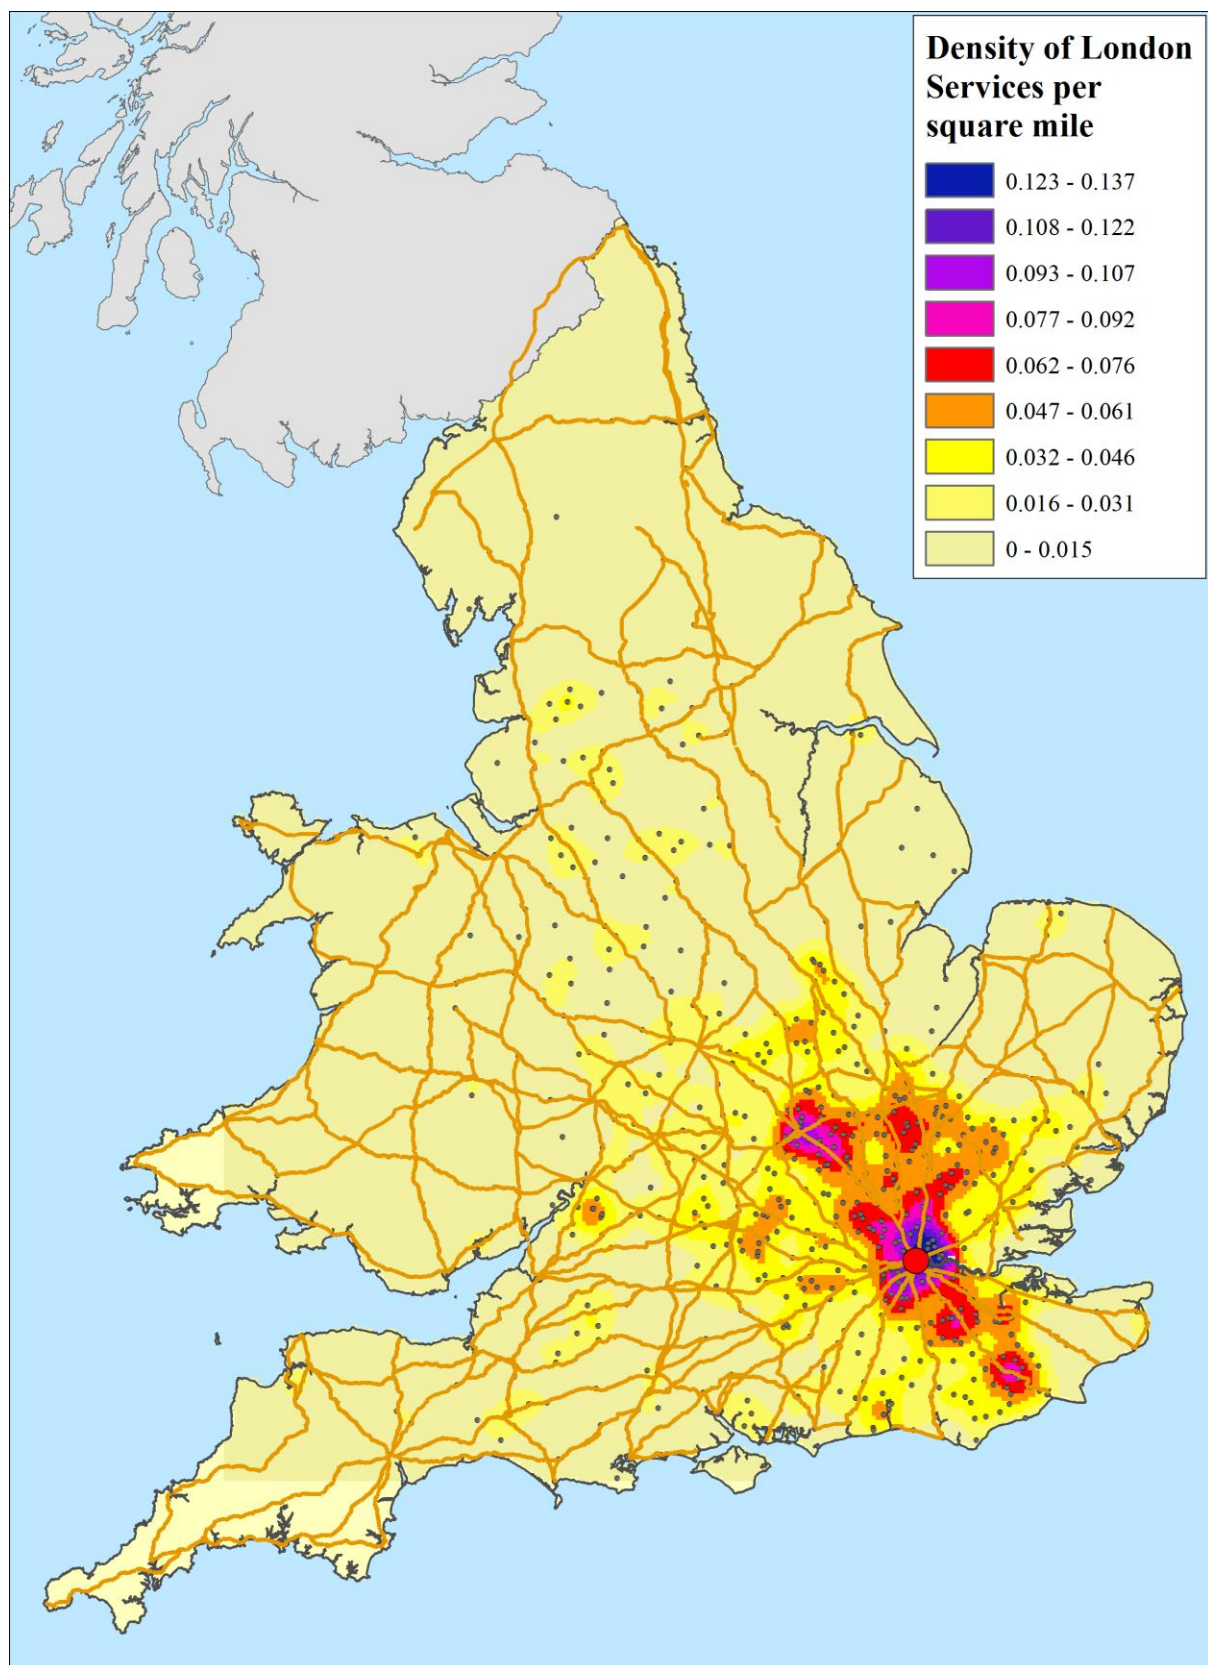 Density of London
Services per
square mile
0.123 - 0.137
0.108 - 0.122
0.093 - 0.107
0.077 - 0.092
0.062 - 0.076
0.047 - 0.061
0.032 - 0.046
0.016 - 0.031
0 - 0.015